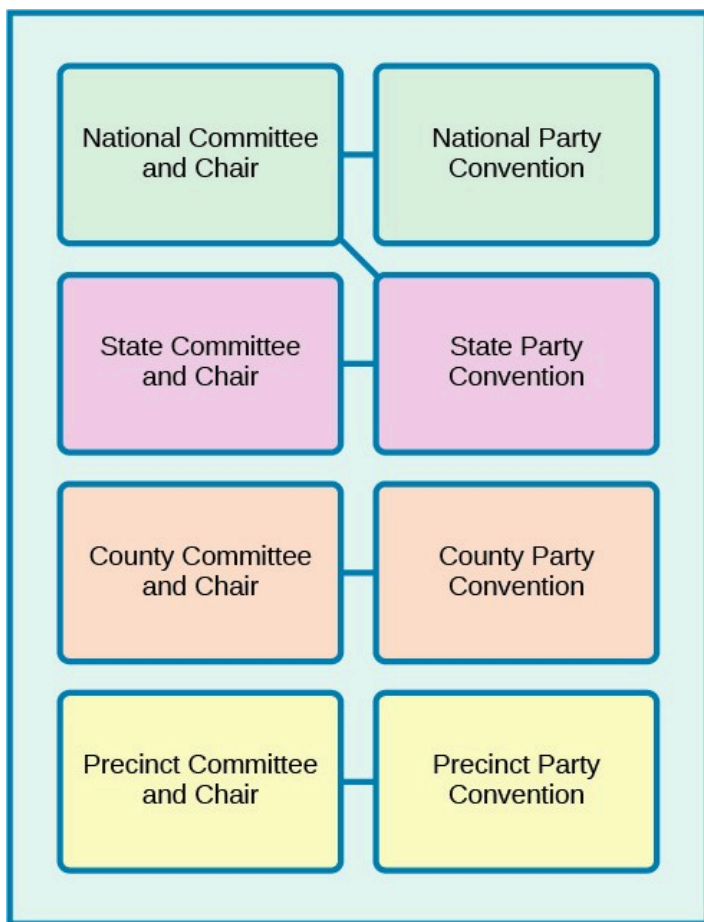 National Committee
and Chair
National Party
Convention
State Committee
and Chair
State Party
Convention
County Committee
and Chair
County Party
Convention
Precinct Committee
and Chair
Precinct Party
Convention